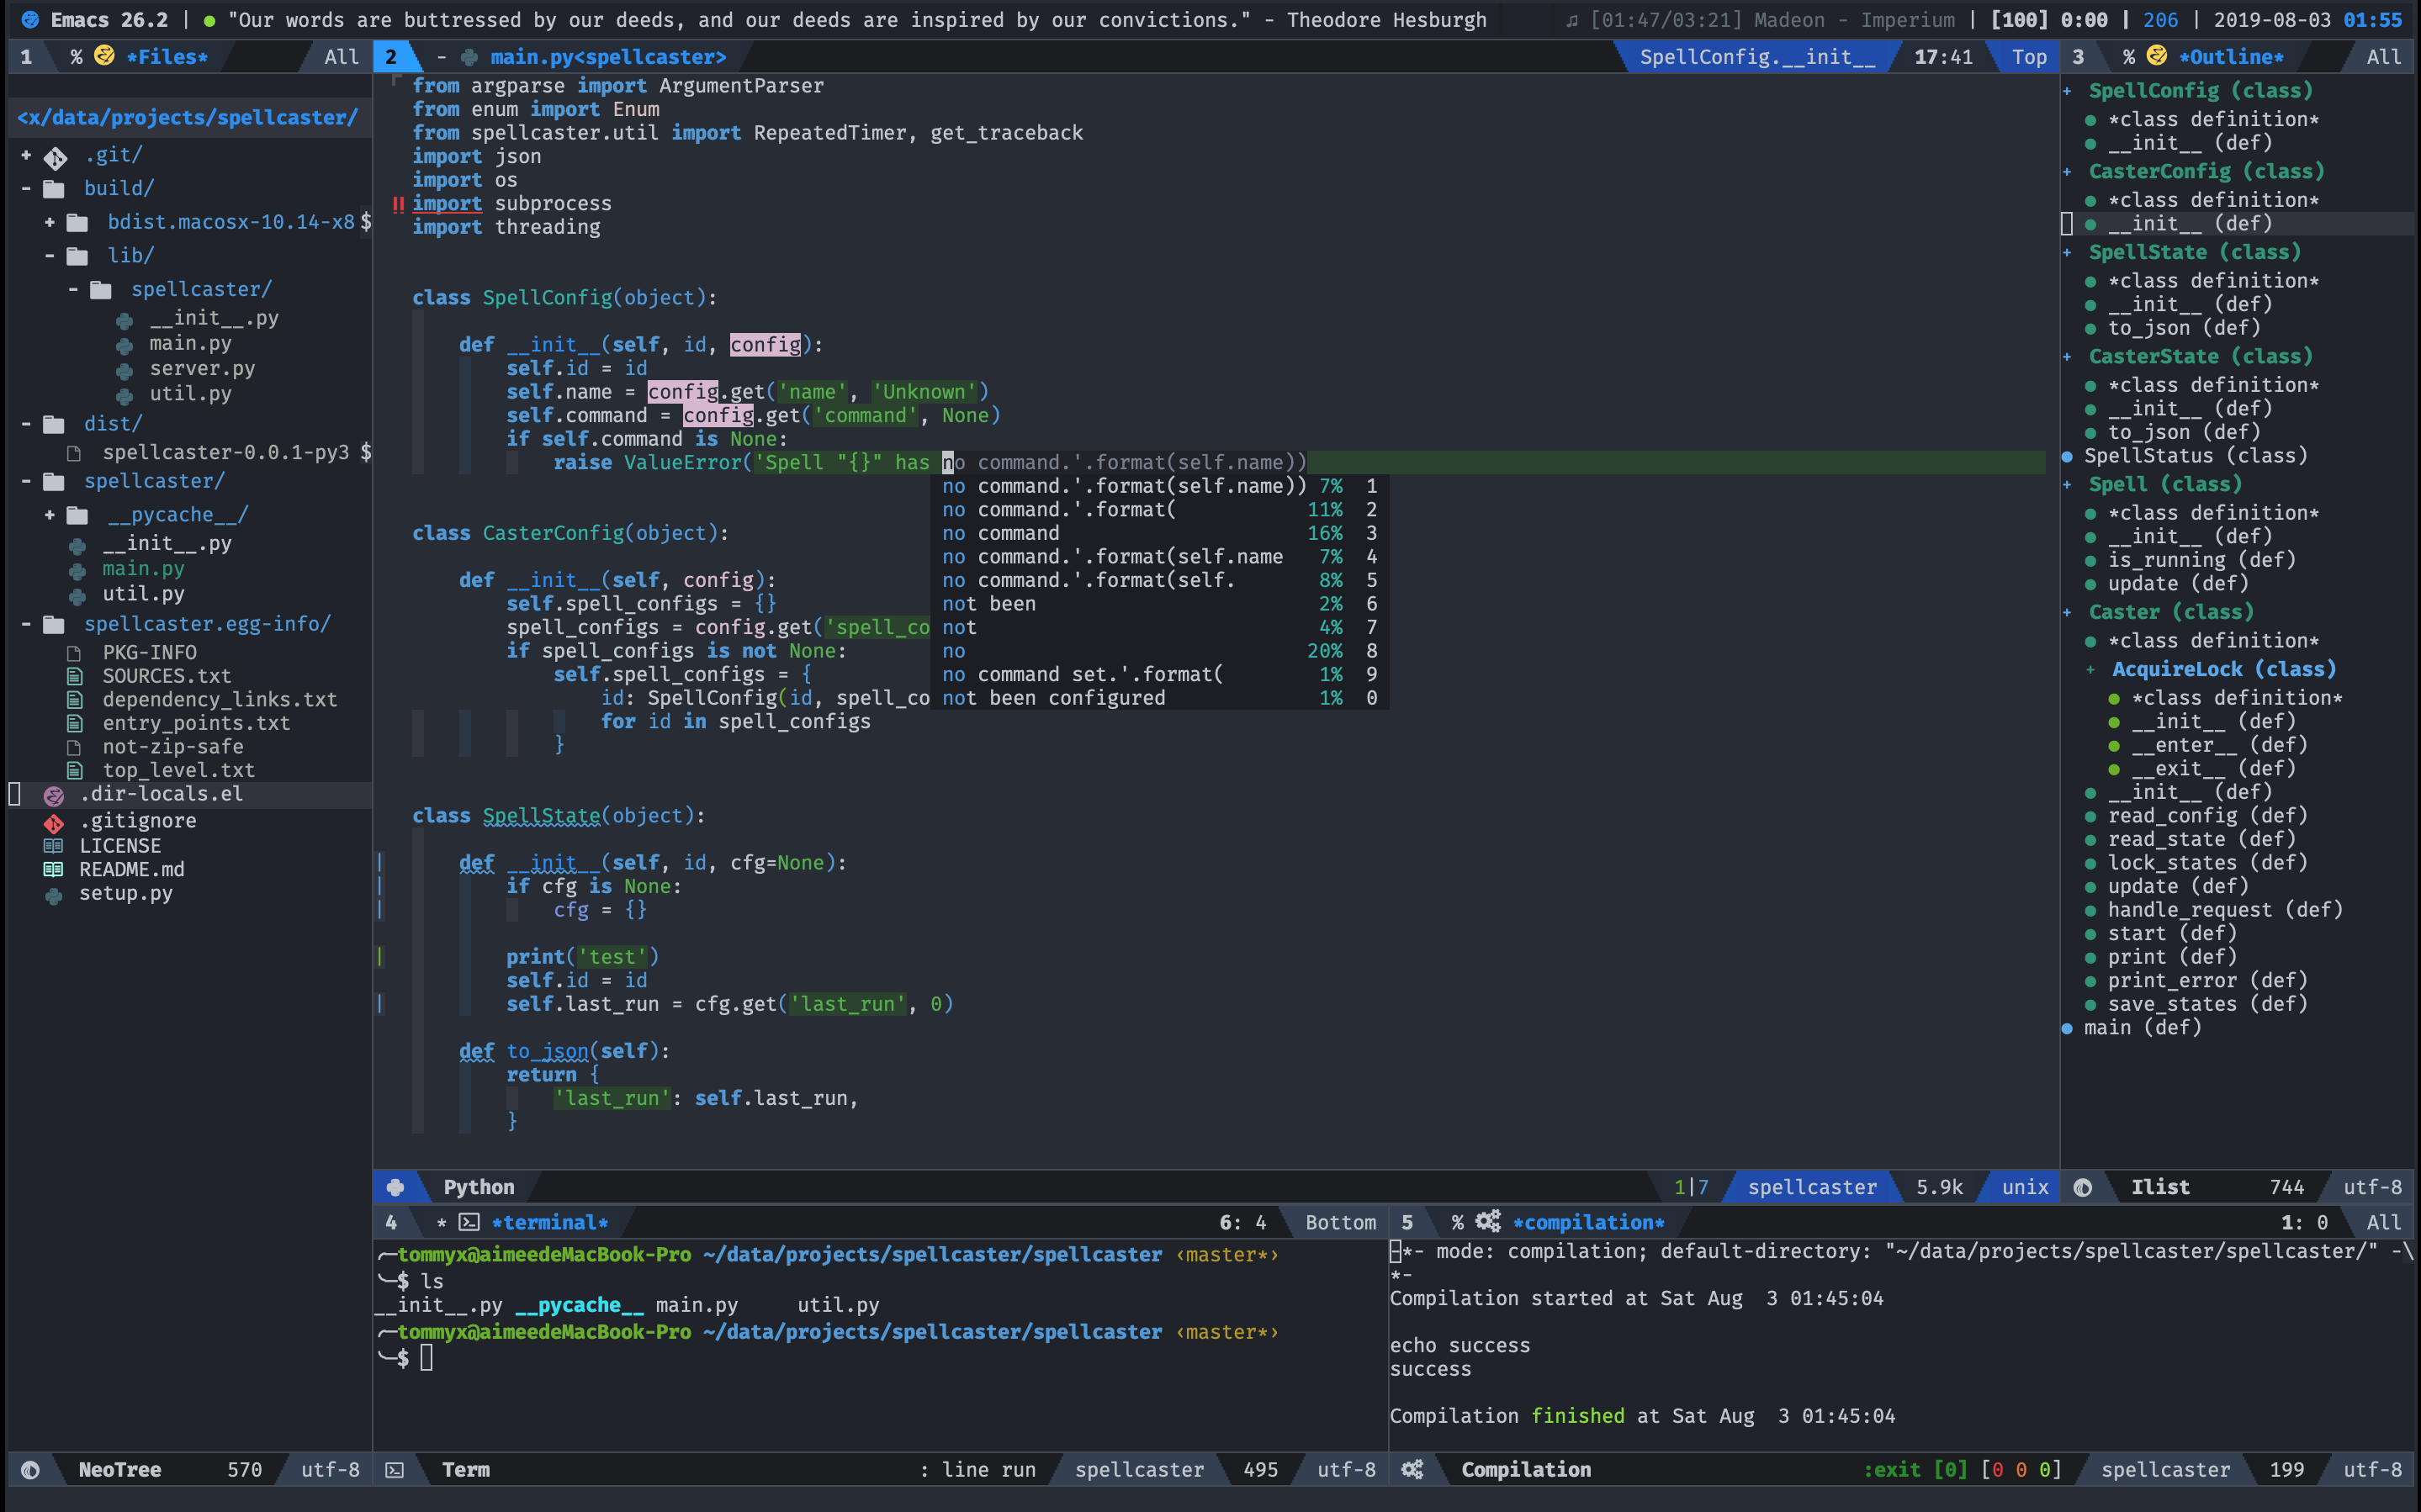 Emacs 26.2 | ● "Our words are buttressed by our deeds, and our deeds are inspired by our convictions." - Theodore Hesburgh ♫ [01:47/03:21] Madeon - Imperium | [100] 0:00 | 206 | 2019-08-03 01:55
1 % *Files* All
<x/data/projects/spellcaster/
+ .git/
- build/
+ bdist.macosx-10.14-x8$
- lib/
- spellcaster/
__init__.py
main.py
server.py
util.py
- dist/
spellcaster-0.0.1-py3 $
- spellcaster/
+ __pycache__/
__init__.py
main.py
util.py
- spellcaster.egg-info/
PKG-INFO
SOURCES.txt
dependency_links.txt
entry_points.txt
not-zip-safe
top_level.txt
.dir-locals.el
.gitignore
LICENSE
README.md
setup.py
NeoTree 570 utf-8
2 - main.py<spellcaster> SpellConfig.__init__ 17:41 Top
from argparse import ArgumentParser
from enum import Enum
from spellcaster.util import RepeatedTimer, get_traceback
import json
import os
!! import subprocess
import threading
class SpellConfig(object):
def __init__(self, id, config):
self.id = id
self.name = config.get('name', 'Unknown')
self.command = config.get('command', None)
if self.command is None:
raise ValueError('Spell "{}" has no command.'.format(self.name))
no command.'.format(self.name)) 7% 1
no command.'.format( 11% 2
no command 16% 3
no command.'.format(self.name 7% 4
no command.'.format(self. 8% 5
not been 2% 6
not 4% 7
no 20% 8
no command set.'.format( 1% 9
not been configured 1% 0
class CasterConfig(object):
def __init__(self, config):
self.spell_configs = {}
spell_configs = config.get('spell_co
if spell_configs is not None:
self.spell_configs = {
id: SpellConfig(id, spell_co
for id in spell_configs
}
class SpellState(object):
def __init__(self, id, cfg=None):
if cfg is None:
cfg = {}
print('test')
self.id = id
self.last_run = cfg.get('last_run', 0)
def to_json(self):
return {
'last_run': self.last_run,
}
Python 1|7 spellcaster 5.9k unix
3 % *Outline* All
+ SpellConfig (class)
● *class definition*
● __init__ (def)
+ CasterConfig (class)
● *class definition*
● __init__ (def)
+ SpellState (class)
● *class definition*
● __init__ (def)
● to_json (def)
+ CasterState (class)
● *class definition*
● __init__ (def)
● to_json (def)
● SpellStatus (class)
+ Spell (class)
● *class definition*
● __init__ (def)
● is_running (def)
● update (def)
+ Caster (class)
● *class definition*
+ AcquireLock (class)
● *class definition*
● __init__ (def)
● __enter__ (def)
● __exit__ (def)
● __init__ (def)
● read_config (def)
● read_state (def)
● lock_states (def)
● update (def)
● handle_request (def)
● start (def)
● print (def)
● print_error (def)
● save_states (def)
● main (def)
Ilist 744 utf-8
4 * *terminal* 6: 4 Bottom
╭─tommyx@aimeedeMacBook-Pro ~/data/projects/spellcaster/spellcaster ‹master*›
╰─$ ls
__init__.py __pycache__ main.py util.py
╭─tommyx@aimeedeMacBook-Pro ~/data/projects/spellcaster/spellcaster ‹master*›
╰─$
Term : line run spellcaster 495 utf-8
5 % *compilation* 1: 0 All
-*- mode: compilation; default-directory: "~/data/projects/spellcaster/spellcaster/" -\
*-
Compilation started at Sat Aug  3 01:45:04
echo success
success
Compilation finished at Sat Aug  3 01:45:04
Compilation :exit [0] [0 0 0] spellcaster 199 utf-8